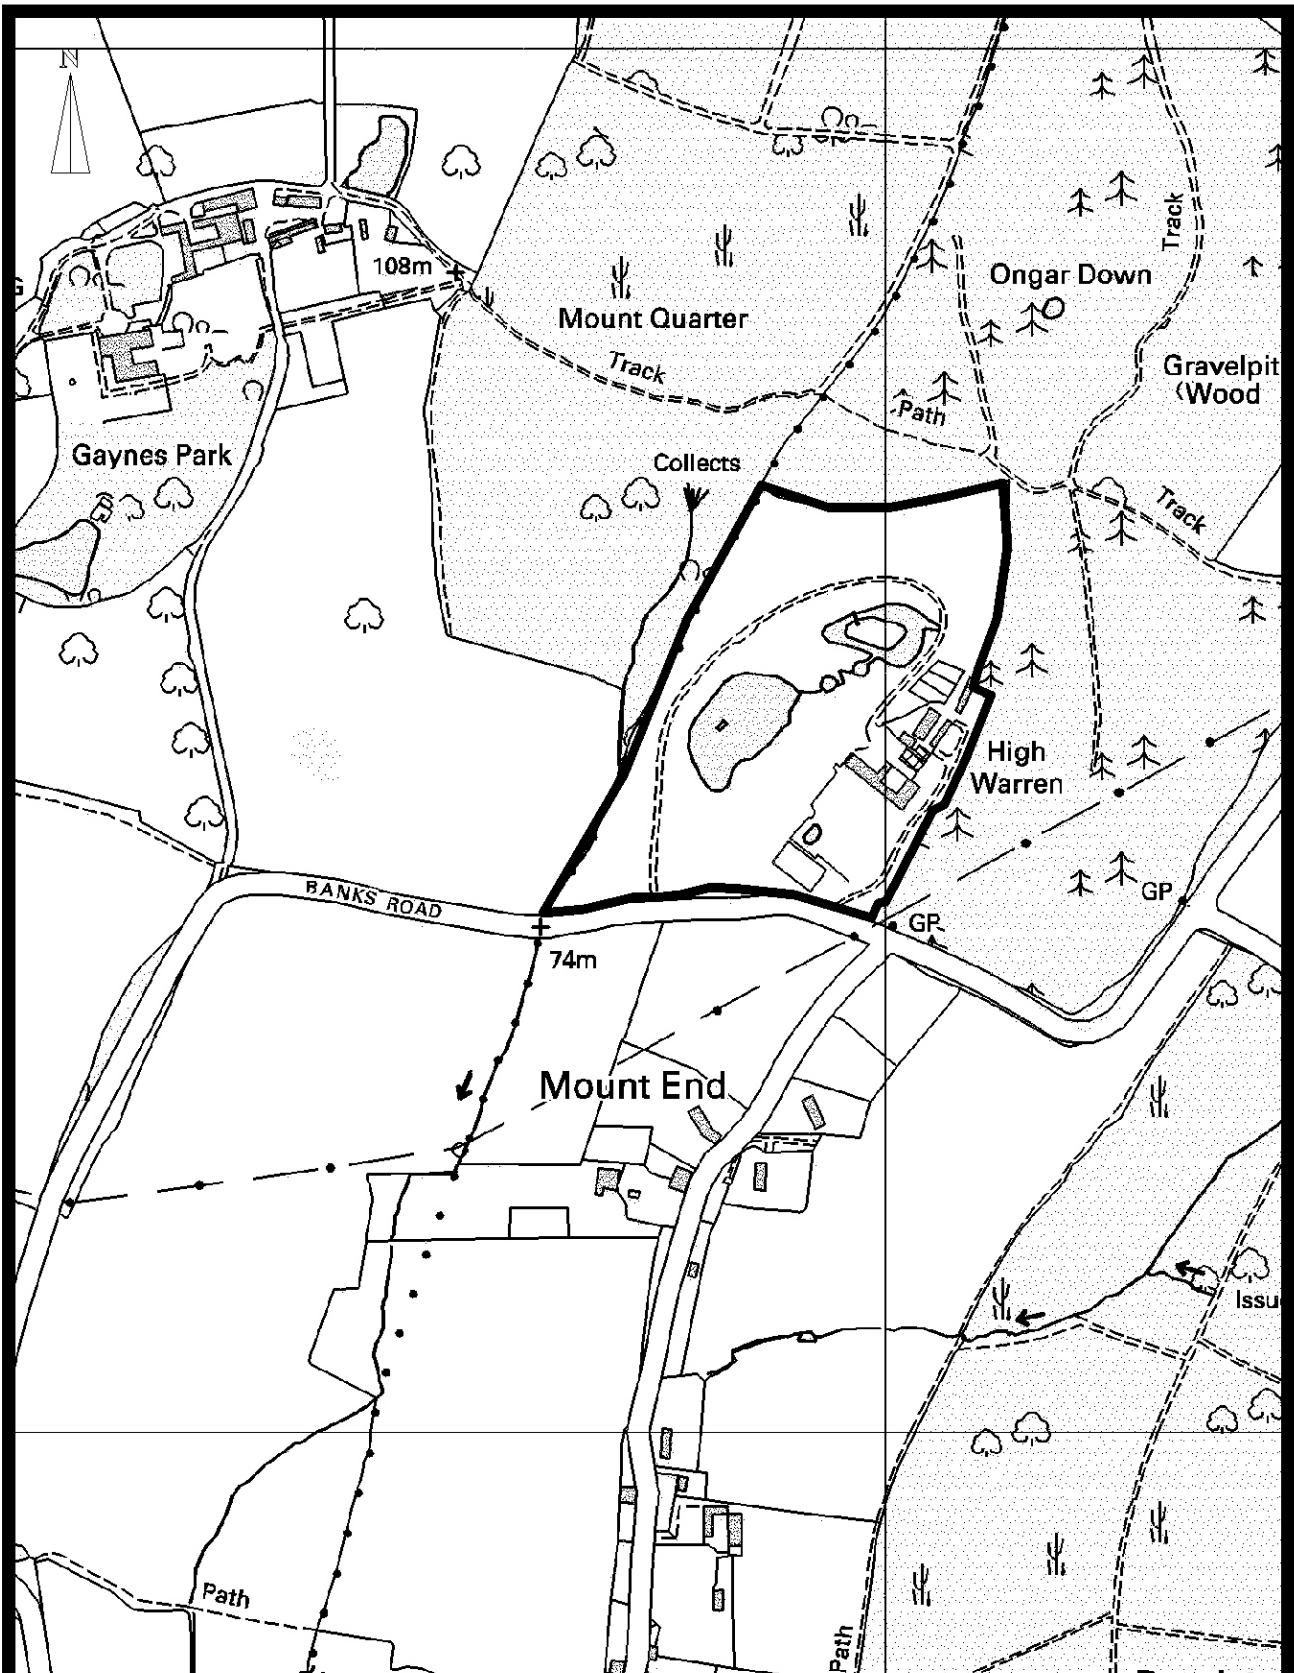 N
108m
Track
Ongar Down
Mount Quarter
Track
Gravelpit
Wood
Path
Gaynes Park
Collects
Track
High
Warren
BANKS ROAD
GP
GP
74m
Mount End
Issu
Path
Path